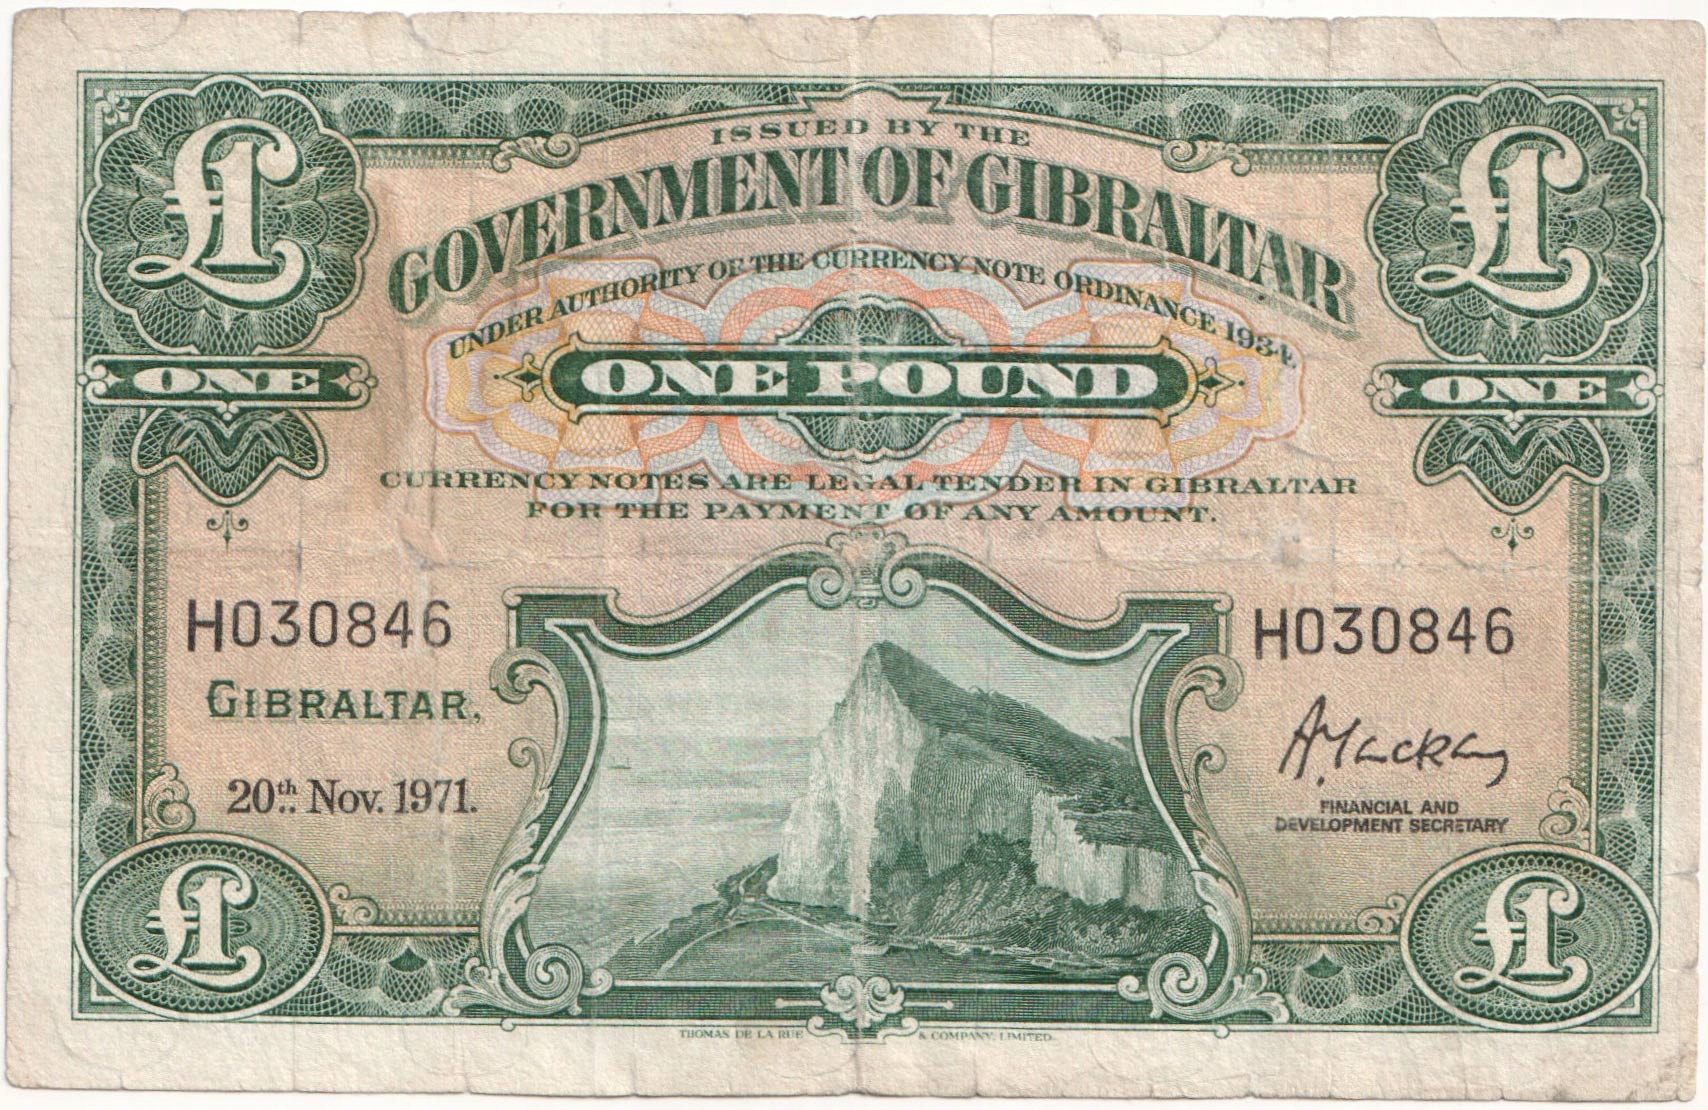 £1 £1
ISSUED BY THE
GOVERNMENT OF GIBRALTAR
UNDER AUTHORITY OF THE CURRENCY NOTE ORDINANCE 1934.
ONE ONE POUND ONE
CURRENCY NOTES ARE LEGAL TENDER IN GIBRALTAR
FOR THE PAYMENT OF ANY AMOUNT.
H030846 H030846
GIBRALTAR,
20th Nov. 1971.
FINANCIAL AND
DEVELOPMENT SECRETARY
£1 £1
THOMAS DE LA RUE & COMPANY, LIMITED.